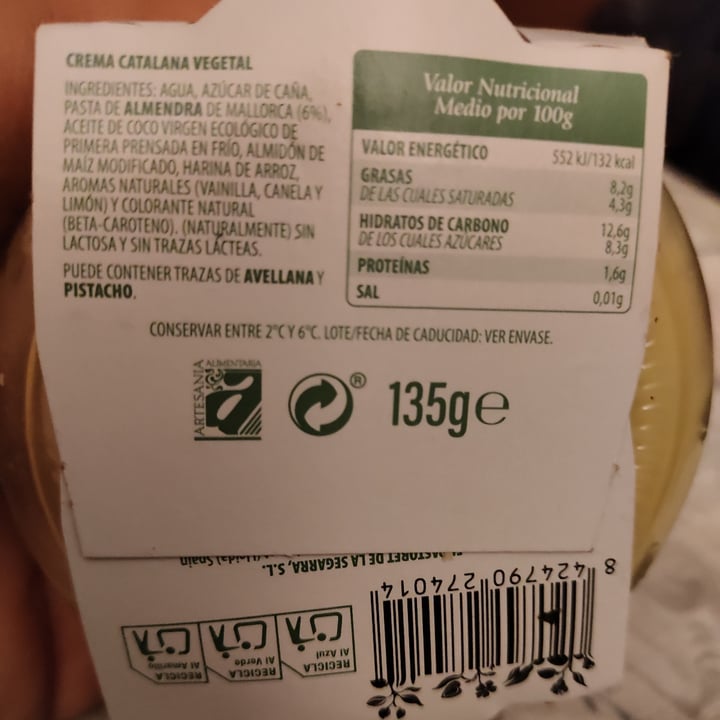 CREMA CATALANA VEGETAL
INGREDIENTES: AGUA, AZÚCAR DE CAÑA,
PASTA DE ALMENDRA DE MALLORCA (6%),
ACEITE DE COCO VIRGEN ECOLÓGICO DE
PRIMERA PRENSADA EN FRÍO, ALMIDÓN DE
MAÍZ MODIFICADO, HARINA DE ARROZ,
AROMAS NATURALES (VAINILLA, CANELA Y
LIMÓN) Y COLORANTE NATURAL
(BETA-CAROTENO). (NATURALMENTE) SIN
LACTOSA Y SIN TRAZAS LÁCTEAS.
PUEDE CONTENER TRAZAS DE AVELLANA Y
PISTACHO.
Valor Nutricional
Medio por 100g
VALOR ENERGÉTICO 552 kJ/132 kcal
GRASAS 8,2g
DE LAS CUALES SATURADAS 4,3g
HIDRATOS DE CARBONO 12,6g
DE LOS CUALES AZÚCARES 8,3g
PROTEÍNAS 1,6g
SAL 0,01g
CONSERVAR ENTRE 2°C Y 6°C. LOTE/FECHA DE CADUCIDAD: VER ENVASE.
ARTESANIA ALIMENTARIA
a
® 135g e
PASTORET DE LA SEGARRA, S.L.
Spain
8 424790 274014
RECICLA Al Azul
RECICLA Al Verde
RECICLA Al Amarillo